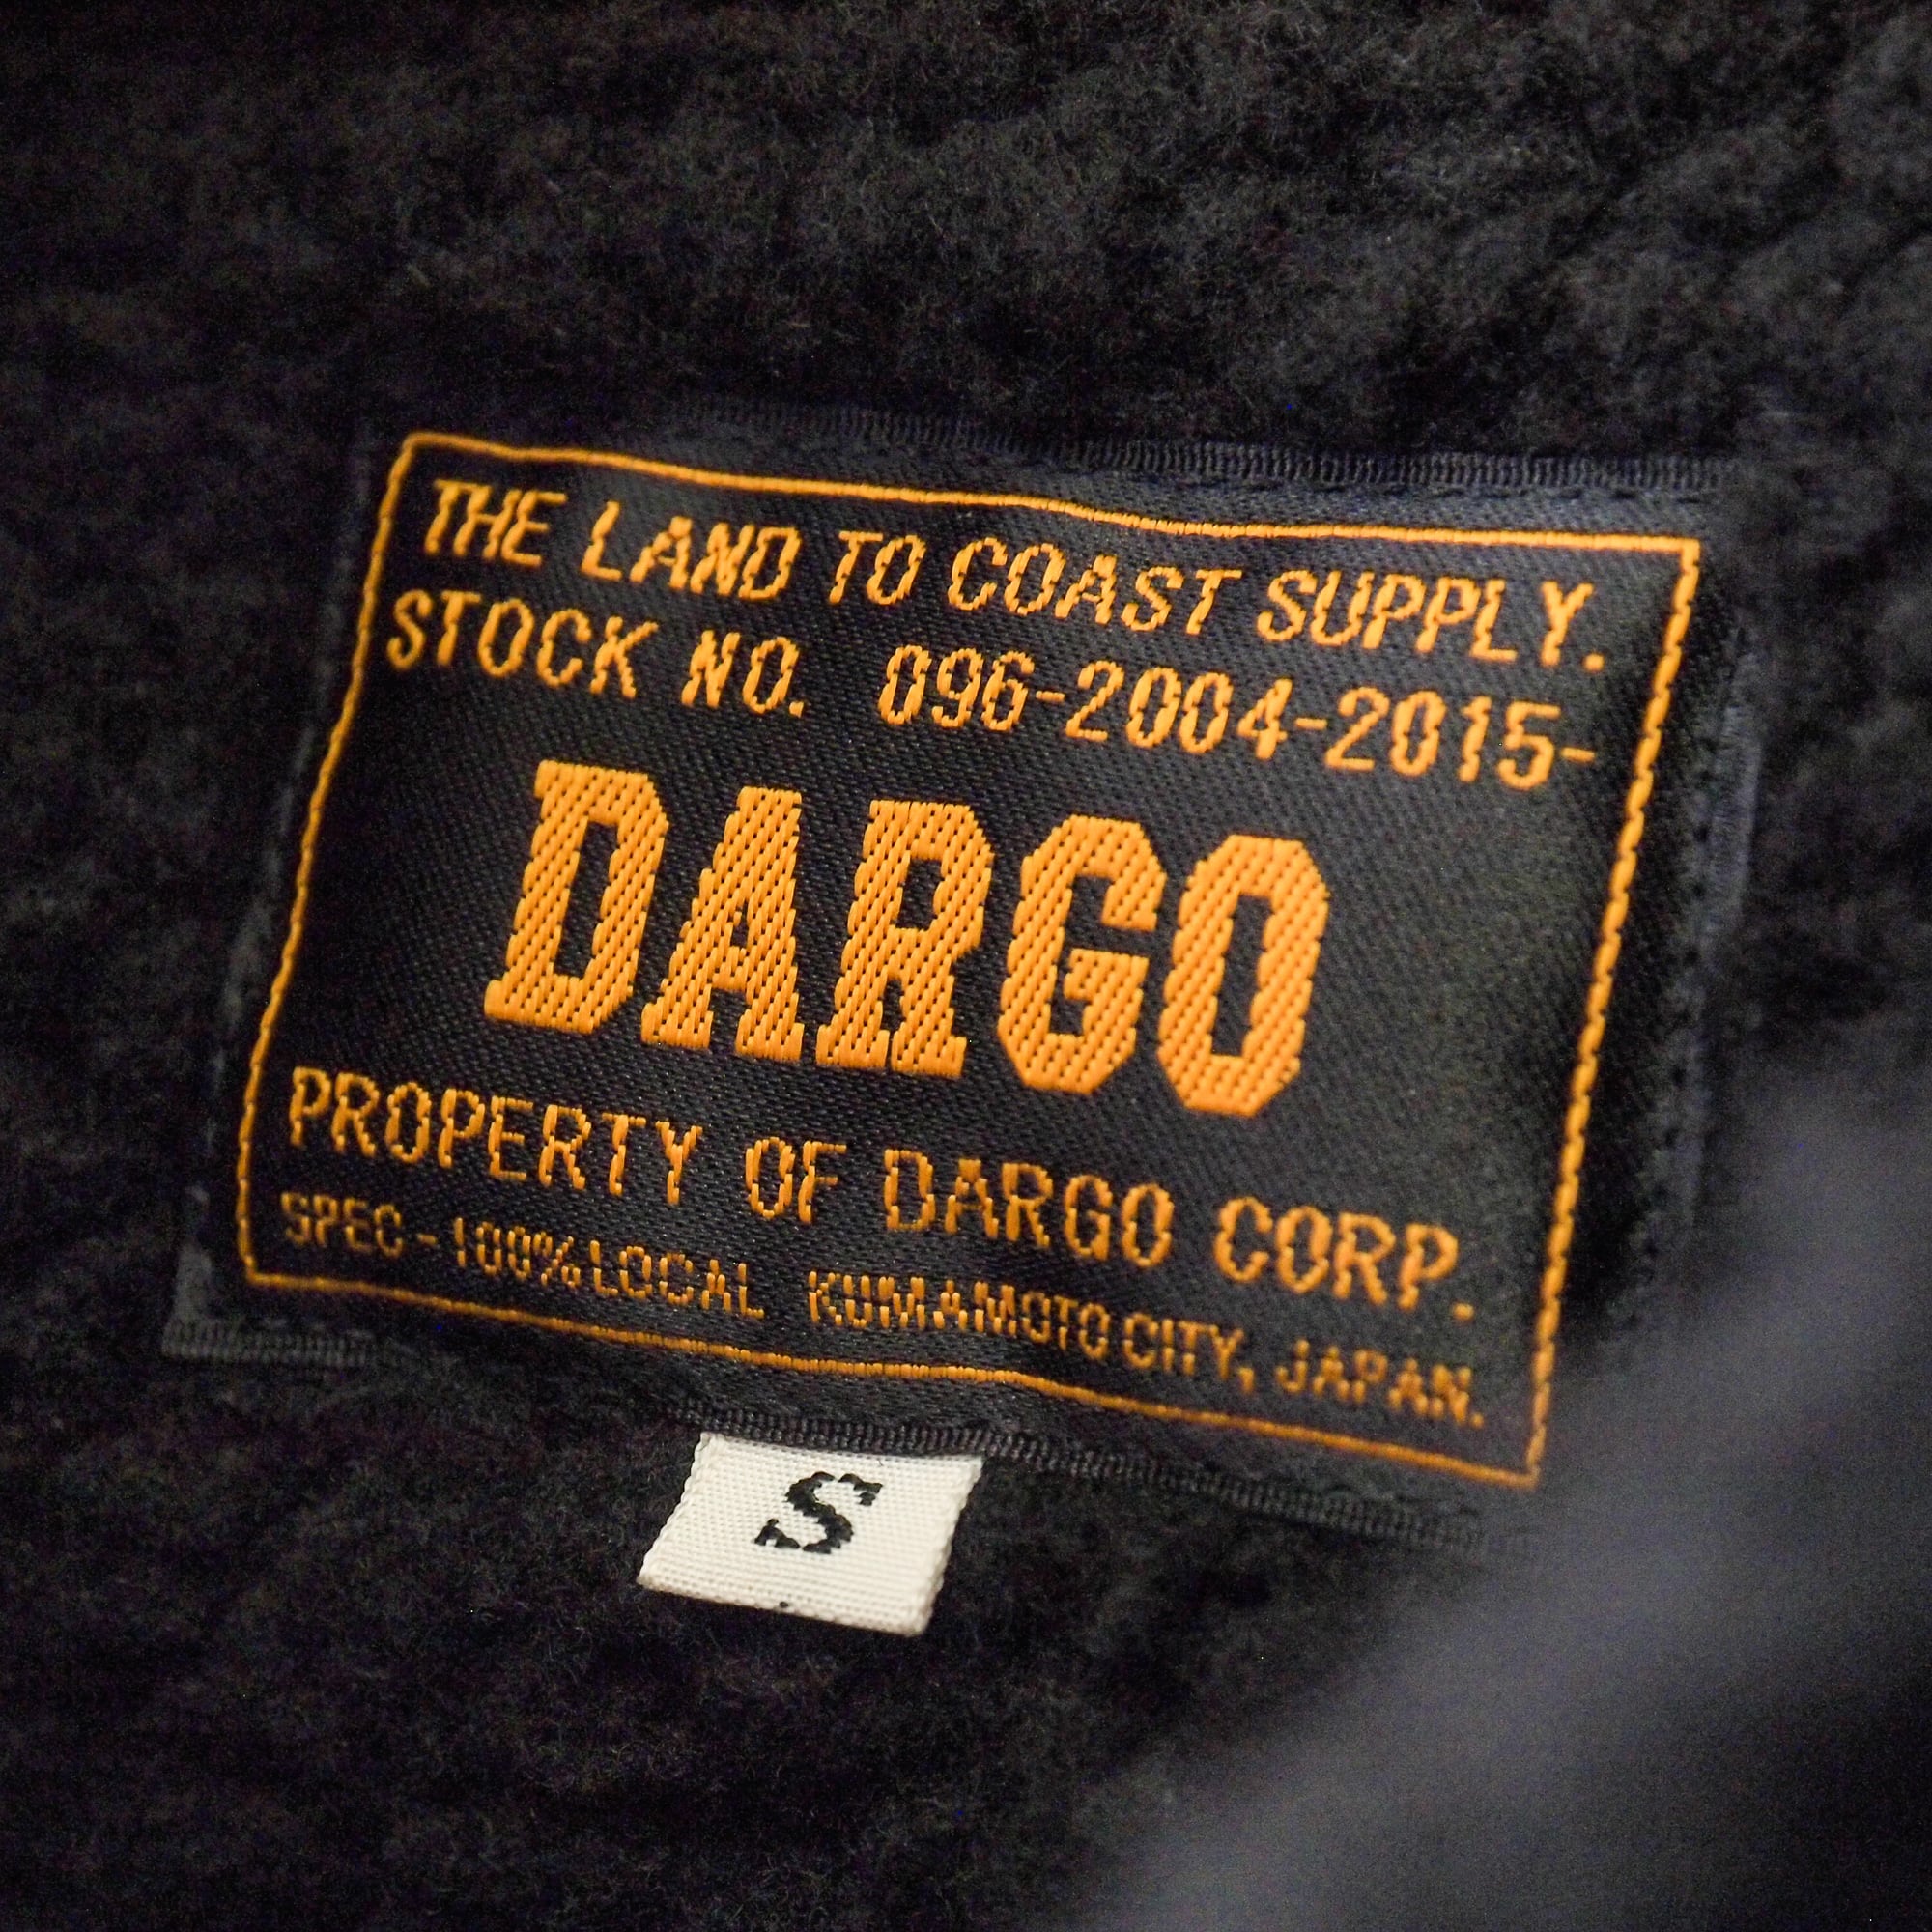 THE LAND TO COAST SUPPLY.
STOCK NO. 096-2004-2015-
DARGO
PROPERTY OF DARGO CORP.
SPEC-100%LOCAL KUMAMOTO CITY, JAPAN.
S